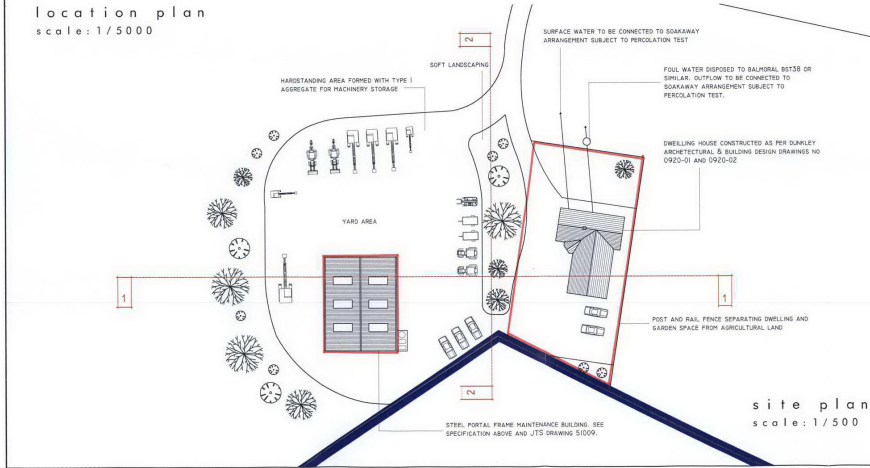 location plan
scale: 1/5000
2
SURFACE WATER TO BE CONNECTED TO SOAKAWAY
ARRANGEMENT SUBJECT TO PERCOLATION TEST
SOFT LANDSCAPING
HARDSTANDING AREA FORMED WITH TYPE 1
AGGREGATE FOR MACHINERY STORAGE
FOUL WATER DISPOSED TO BALMORAL BST38 OR
SIMILAR. OUTFLOW TO BE CONNECTED TO
SOAKAWAY ARRANGEMENT SUBJECT TO
PERCOLATION TEST.
DWEILLING HOUSE CONSTRUCTED AS PER DUNKLEY
ARCHETECTURAL & BUILDING DESIGN DRAWINGS NO
0920-01 AND 0920-02
YARD AREA
1
1
POST AND RAIL FENCE SEPARATING DWELLING AND
GARDEN SPACE FROM AGRICULTURAL LAND
2
STEEL PORTAL FRAME MAINTENANCE BUILDING. SEE
SPECIFICATION ABOVE AND JTS DRAWING 51009.
site plan
scale: 1/500